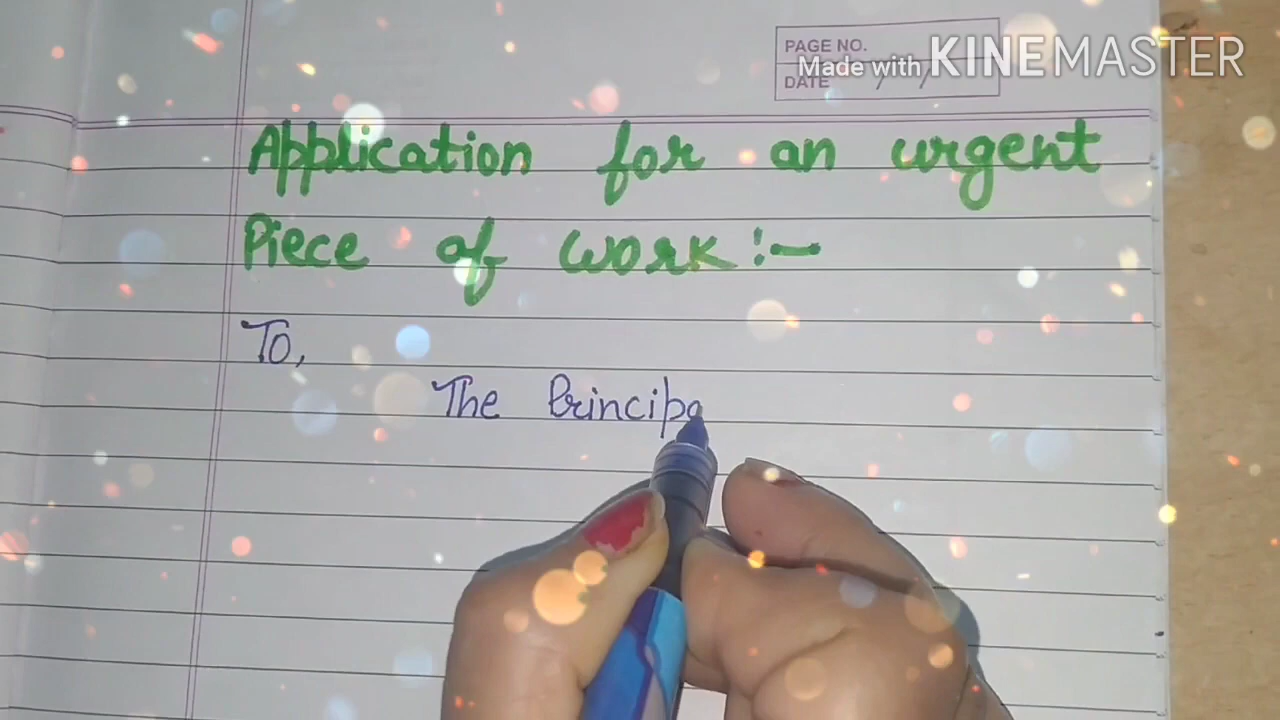 PAGE NO.
Made with KINEMASTER
DATE
Application for an urgent
Piece of work :-
To,
The Principa